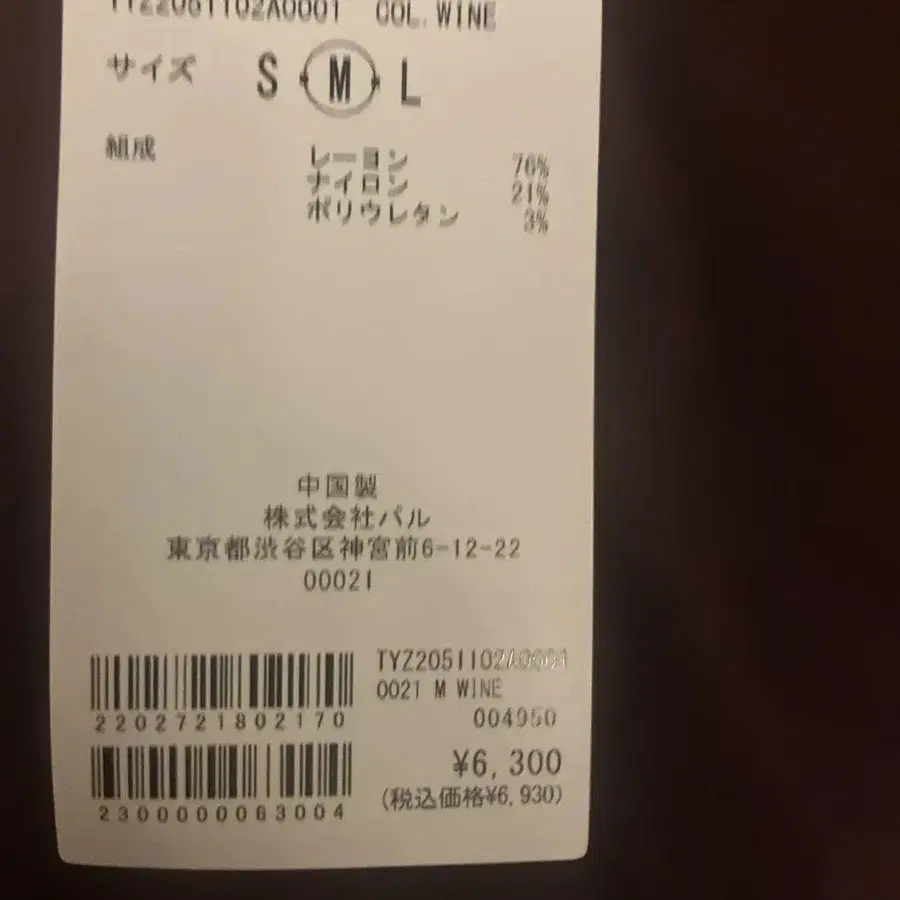 TYZ2051102A0001 COL. WINE
サイズ S M L
組成 レーヨン 76%
ナイロン 21%
ポリウレタン 3%
中国製
株式会社パル
東京都渋谷区神宮前6-12-22
00021
TYZ2051102A0001
0021 M WINE
2202721802170
004950
¥6,300
(税込価格¥6,930)
2300000063004